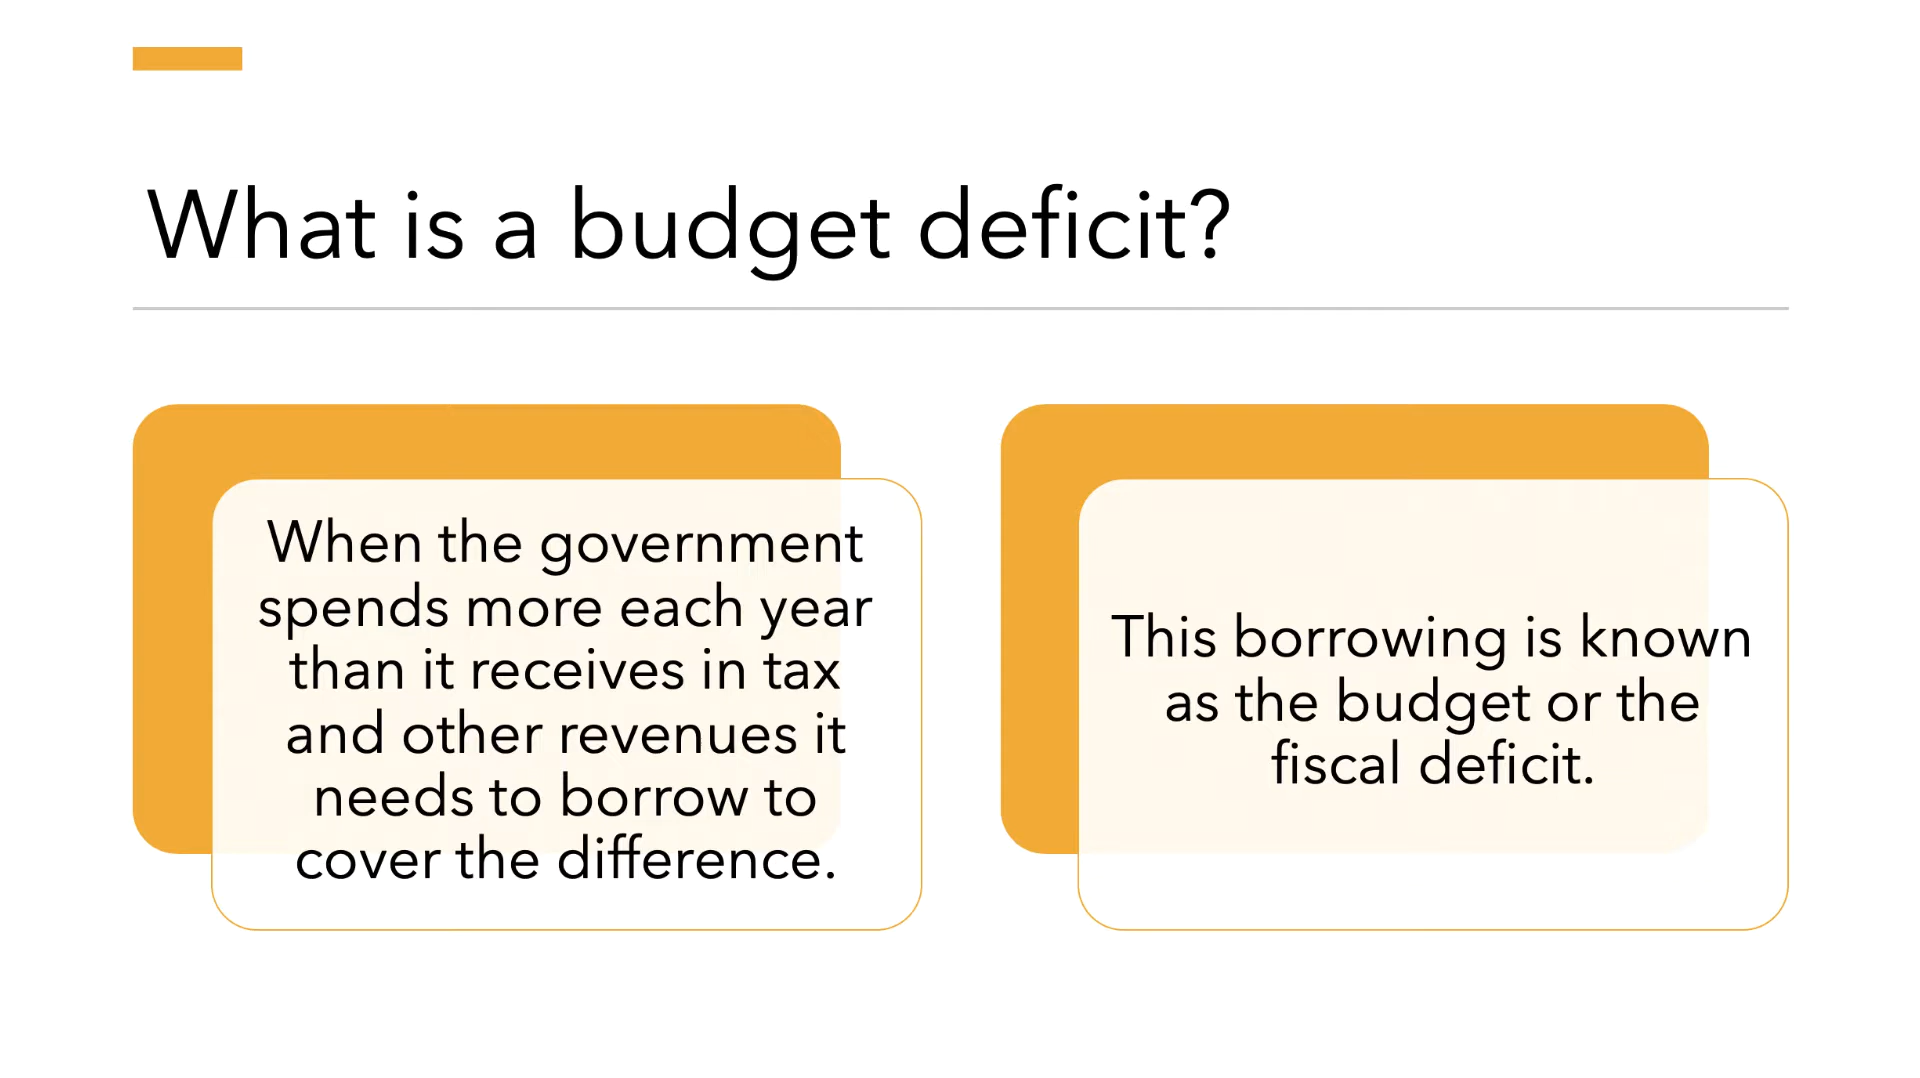 What is a budget deficit?
When the government
spends more each year
than it receives in tax
and other revenues it
needs to borrow to
cover the difference.
This borrowing is known
as the budget or the
fiscal deficit.